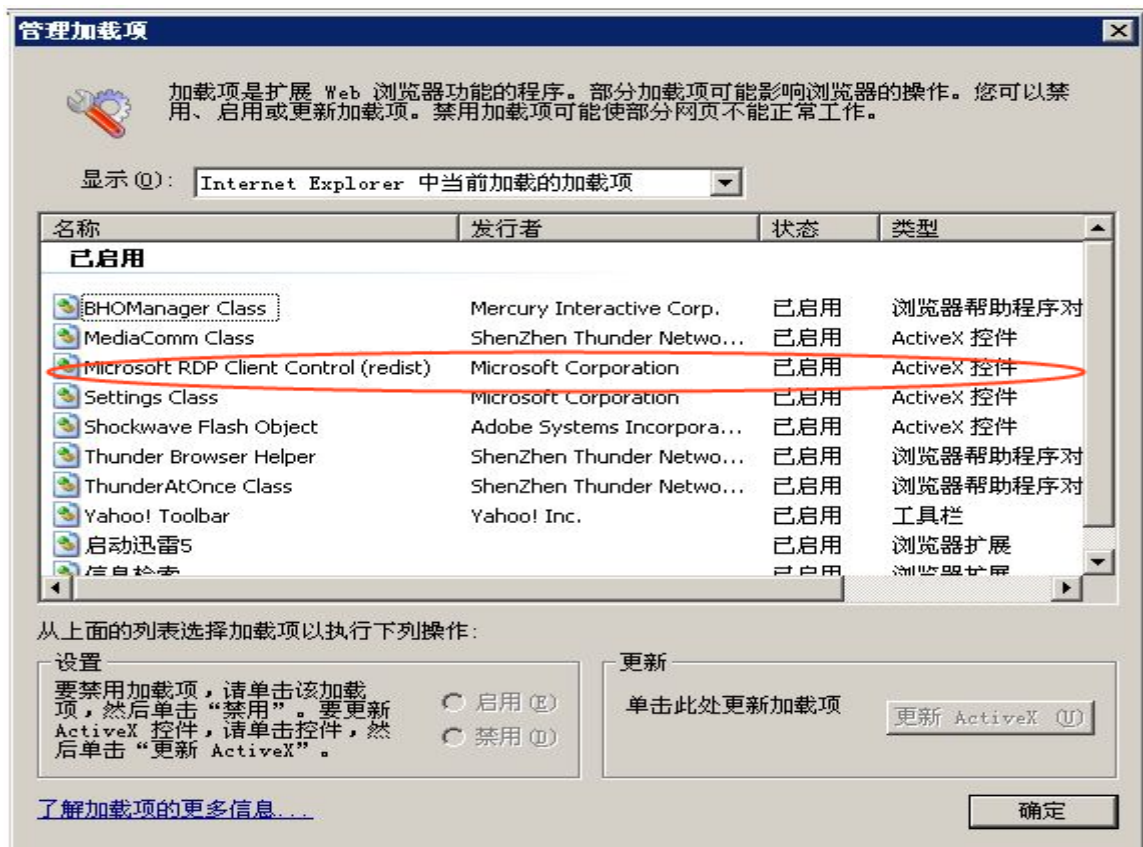 管理加载项
加载项是扩展 Web 浏览器功能的程序。部分加载项可能影响浏览器的操作。您可以禁
用、启用或更新加载项。禁用加载项可能使部分网页不能正常工作。
显示(O): Internet Explorer 中当前加载的加载项
名称 发行者 状态 类型
已启用
BHOManager Class Mercury Interactive Corp. 已启用 浏览器帮助程序对
MediaComm Class ShenZhen Thunder Netwo... 已启用 ActiveX 控件
Microsoft RDP Client Control (redist) Microsoft Corporation 已启用 ActiveX 控件
Settings Class Microsoft Corporation 已启用 ActiveX 控件
Shockwave Flash Object Adobe Systems Incorpora... 已启用 ActiveX 控件
Thunder Browser Helper ShenZhen Thunder Netwo... 已启用 浏览器帮助程序对
ThunderAtOnce Class ShenZhen Thunder Netwo... 已启用 浏览器帮助程序对
Yahoo! Toolbar Yahoo! Inc. 已启用 工具栏
启动迅雷5 已启用 浏览器扩展
信息检索 已启用 浏览器扩展
从上面的列表选择加载项以执行下列操作:
设置
要禁用加载项，请单击该加载
项，然后单击“禁用”。要更新
ActiveX 控件，请单击控件，然
后单击“更新 ActiveX”。
启用(E)
禁用(D)
更新
单击此处更新加载项
更新 ActiveX (U)
了解加载项的更多信息...
确定